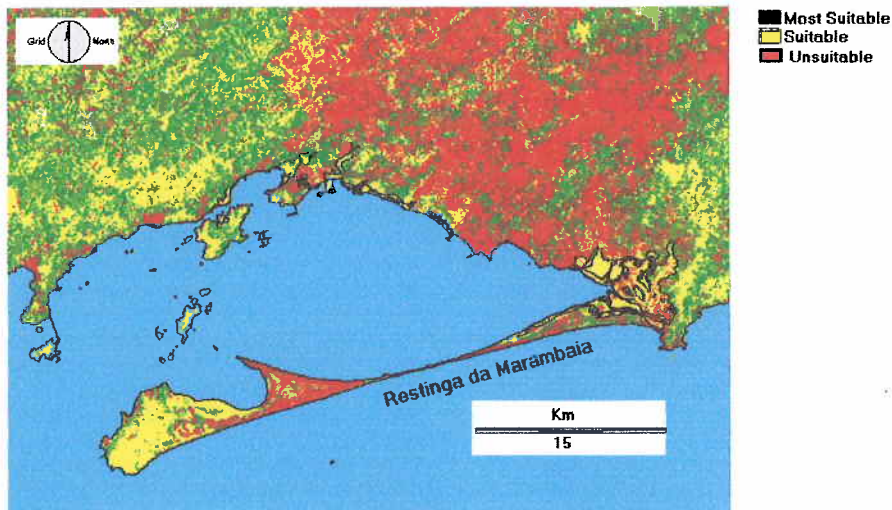 Grid North
Most Suitable
Suitable
Unsuitable
Restinga da Marambaia
Km
15